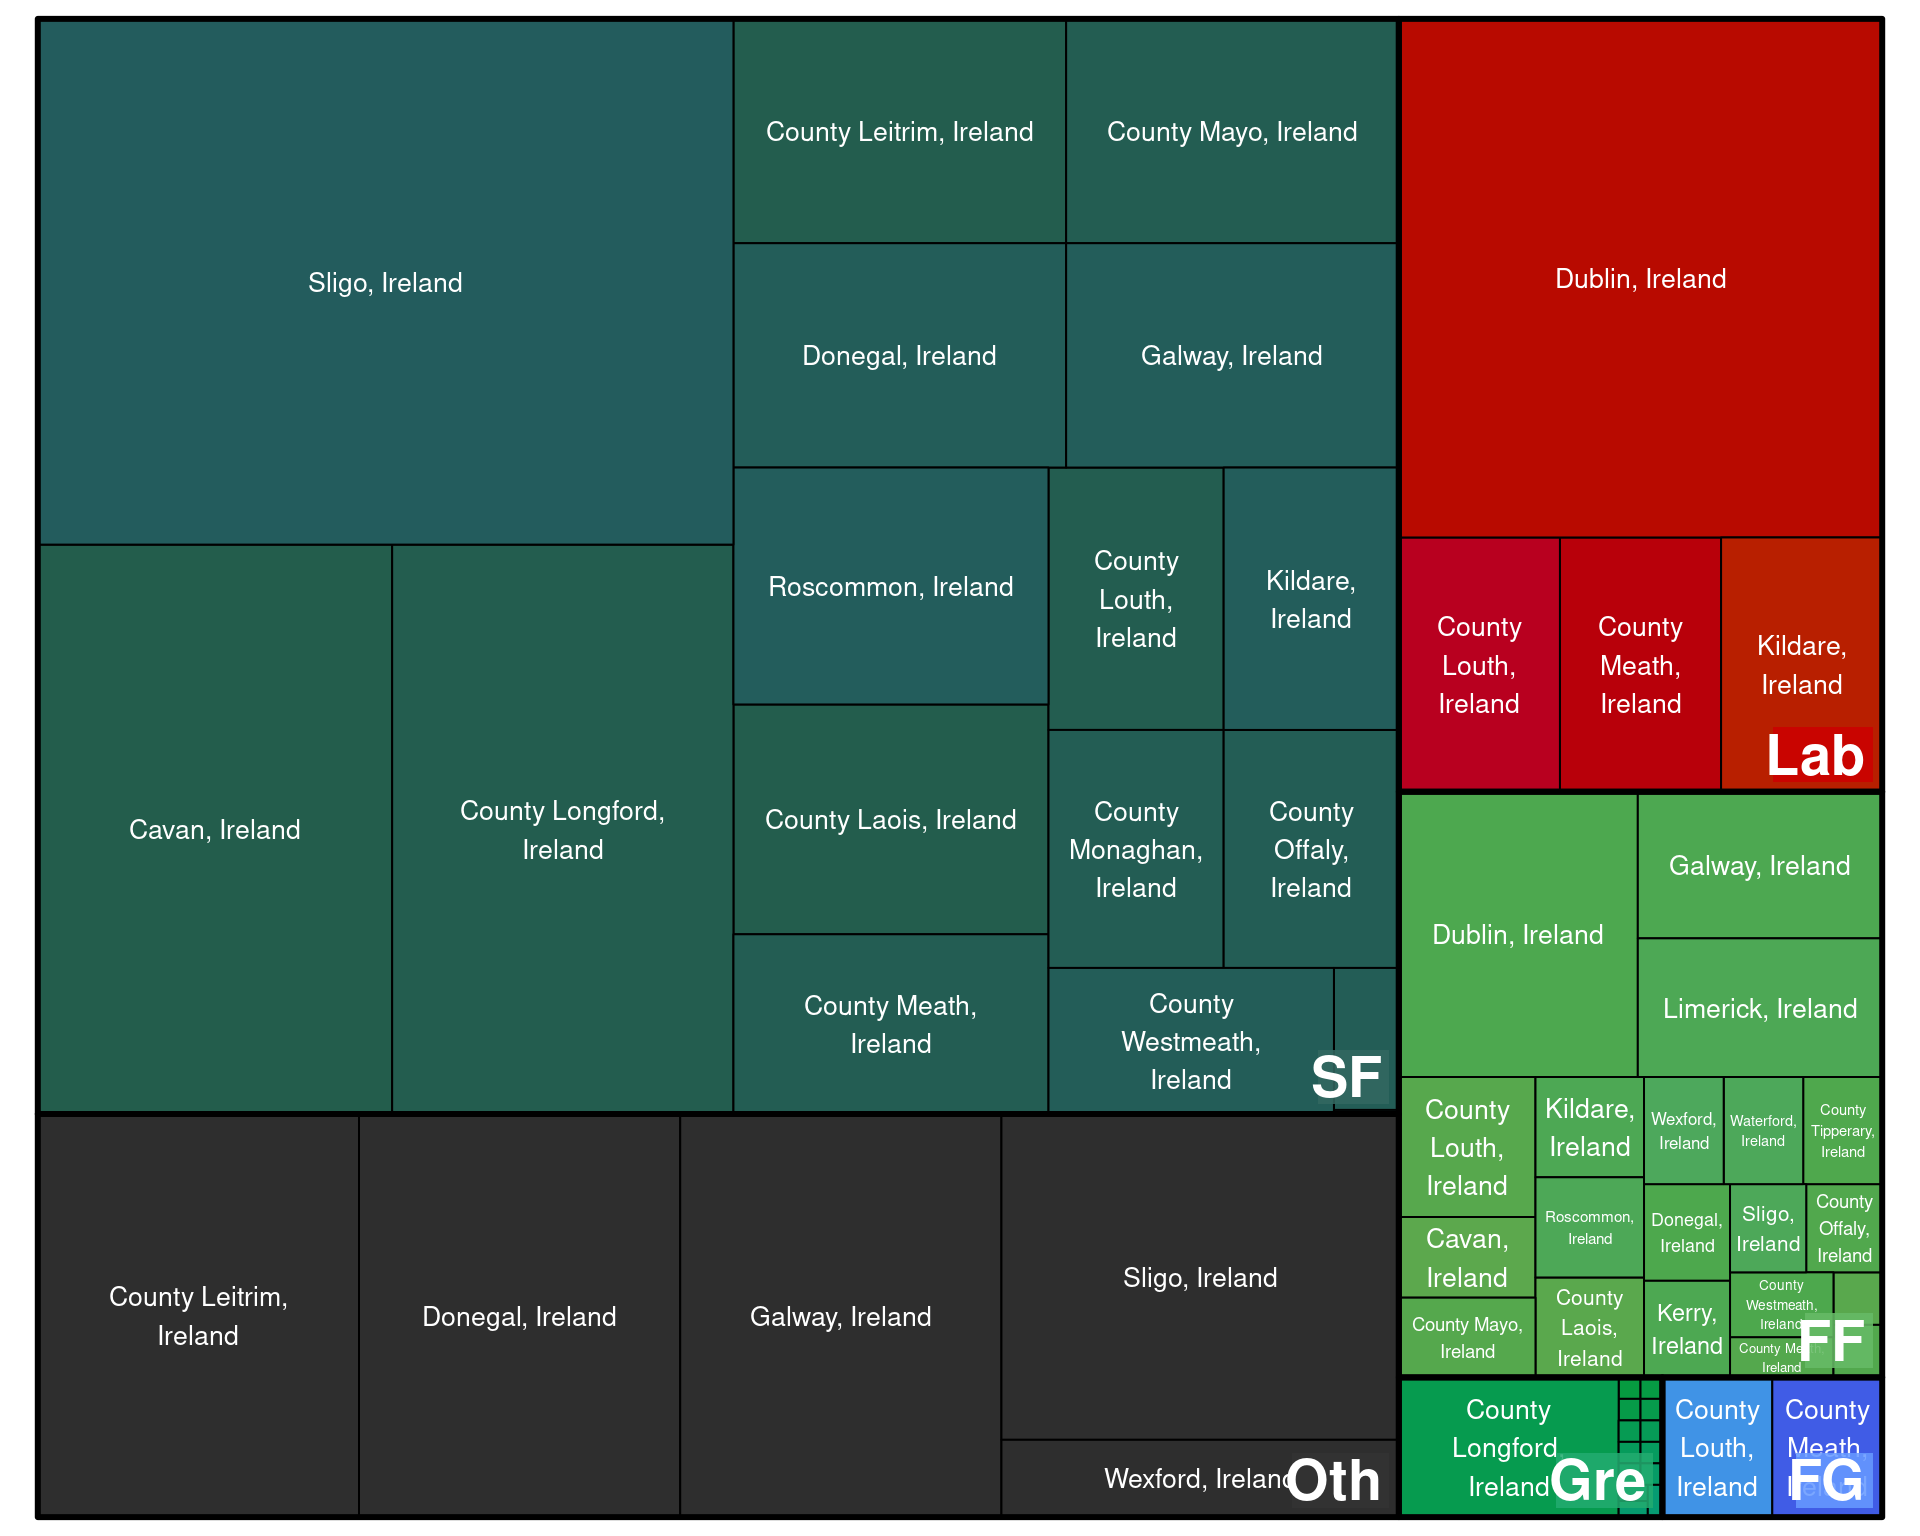 Sligo, Ireland
County Leitrim, Ireland
County Mayo, Ireland
Donegal, Ireland
Galway, Ireland
Cavan, Ireland
County Longford,
Ireland
Roscommon, Ireland
County
Louth,
Ireland
Kildare,
Ireland
County Laois, Ireland
County
Monaghan,
Ireland
County
Offaly,
Ireland
County Meath,
Ireland
County
Westmeath,
Ireland
SF
County Leitrim,
Ireland
Donegal, Ireland
Galway, Ireland
Sligo, Ireland
Wexford, Ireland
Oth
Dublin, Ireland
County
Louth,
Ireland
County
Meath,
Ireland
Kildare,
Ireland
Lab
Dublin, Ireland
Galway, Ireland
Limerick, Ireland
County
Louth,
Ireland
Kildare,
Ireland
Wexford,
Ireland
Waterford,
Ireland
County
Tipperary,
Ireland
Cavan,
Ireland
Roscommon,
Ireland
Donegal,
Ireland
Sligo,
Ireland
County
Offaly,
Ireland
County Mayo,
Ireland
County
Laois,
Ireland
Kerry,
Ireland
County
Westmeath,
Ireland
County Meath,
Ireland
FF
County
Longford,
Ireland
Gre
County
Louth,
Ireland
County
Meath,
Ireland
FG